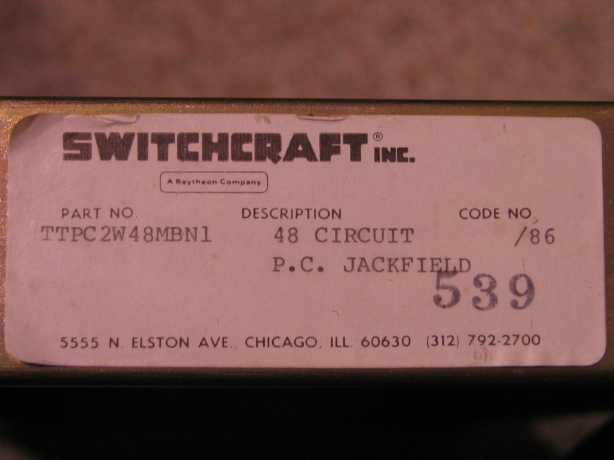 SWITCHCRAFT® INC.
A Raytheon Company
PART NO. DESCRIPTION CODE NO.
TTPC2W48MBN1 48 CIRCUIT /86
P.C. JACKFIELD
539
5555 N. ELSTON AVE., CHICAGO, ILL. 60630 (312) 792-2700